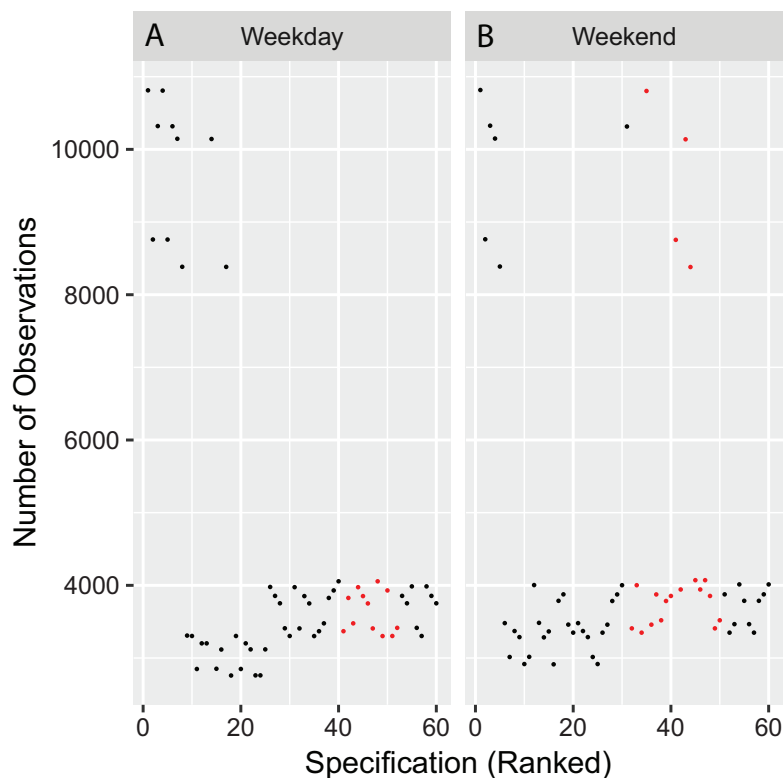 A Weekday
B Weekend
Number of Observations
10000
8000
6000
4000
0 20 40 60
0 20 40 60
Specification (Ranked)